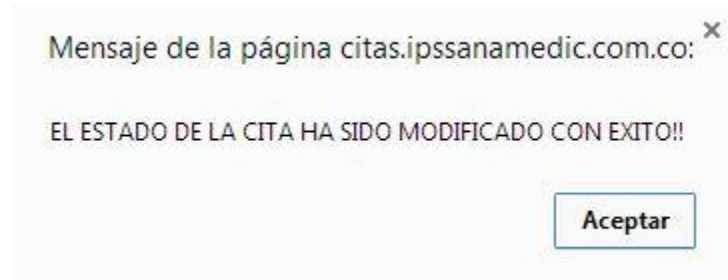 Mensaje de la página citas.ipssanamedic.com.co:
EL ESTADO DE LA CITA HA SIDO MODIFICADO CON EXITO!!
Aceptar